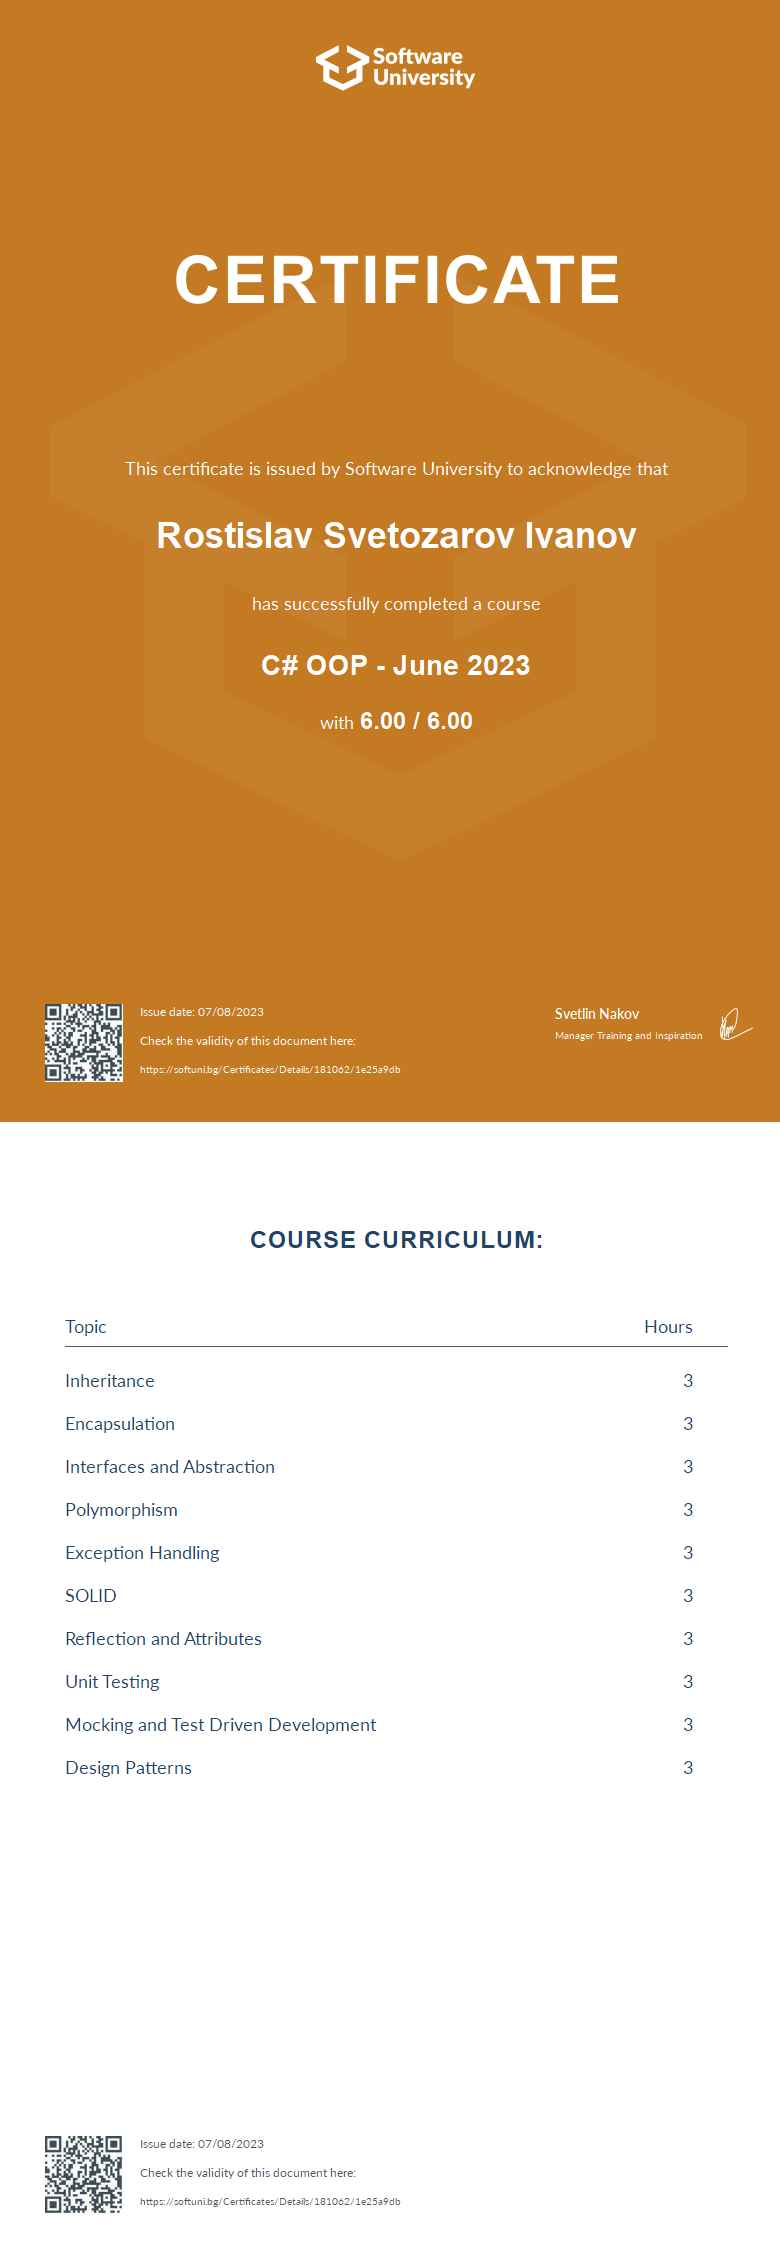 Software
University
CERTIFICATE
This certificate is issued by Software University to acknowledge that
Rostislav Svetozarov Ivanov
has successfully completed a course
C# OOP - June 2023
with 6.00 / 6.00
Issue date: 07/08/2023
Check the validity of this document here:
https://softuni.bg/Certificates/Details/181062/1e25a9db
Svetlin Nakov
Manager Training and Inspiration
COURSE CURRICULUM:
Topic Hours
Inheritance 3
Encapsulation 3
Interfaces and Abstraction 3
Polymorphism 3
Exception Handling 3
SOLID 3
Reflection and Attributes 3
Unit Testing 3
Mocking and Test Driven Development 3
Design Patterns 3
Issue date: 07/08/2023
Check the validity of this document here:
https://softuni.bg/Certificates/Details/181062/1e25a9db